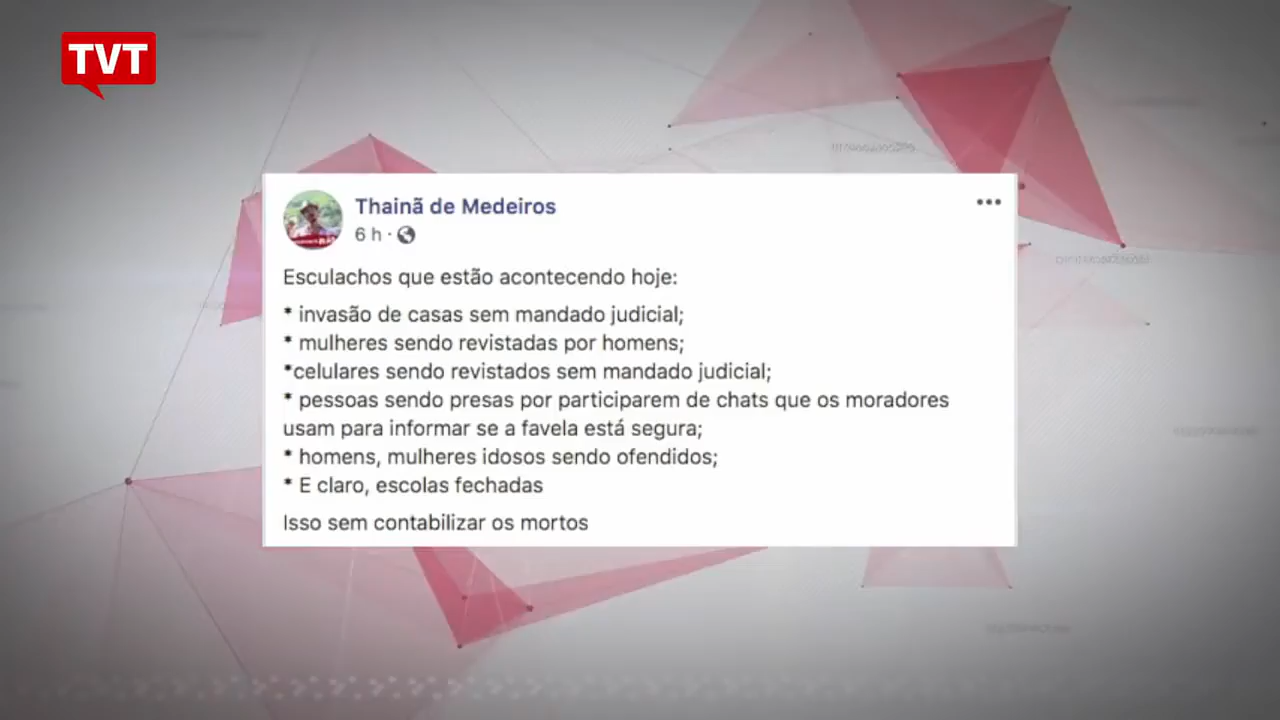 TVT
Thainã de Medeiros
6 h ·
Esculachos que estão acontecendo hoje:
* invasão de casas sem mandado judicial;
* mulheres sendo revistadas por homens;
*celulares sendo revistados sem mandado judicial;
* pessoas sendo presas por participarem de chats que os moradores
usam para informar se a favela está segura;
* homens, mulheres idosos sendo ofendidos;
* E claro, escolas fechadas
Isso sem contabilizar os mortos